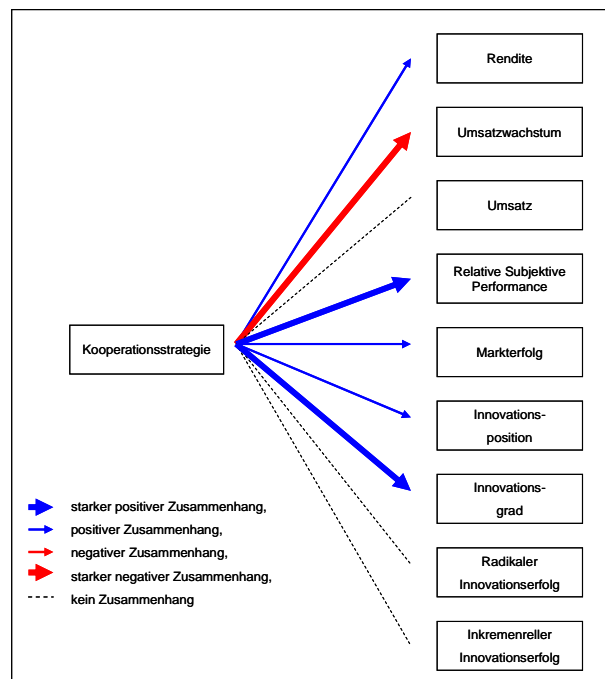 Rendite
Umsatzwachstum
Umsatz
Relative Subjektive
Performance
Kooperationsstrategie
Markterfolg
Innovations-
position
Innovations-
grad
Radikaler
Innovationserfolg
Inkremenreller
Innovationserfolg
starker positiver Zusammenhang,
positiver Zusammenhang,
negativer Zusammenhang,
starker negativer Zusammenhang,
kein Zusammenhang